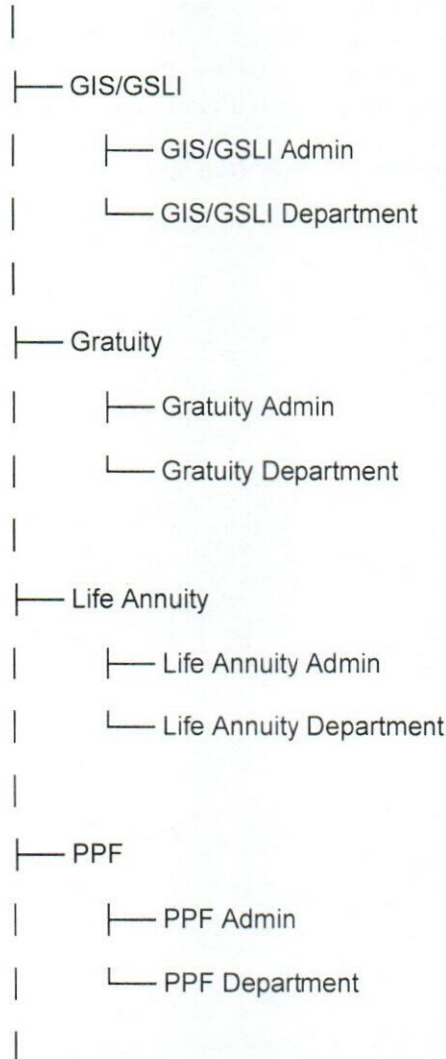 |
├── GIS/GSLI
|       ├── GIS/GSLI Admin
|       └── GIS/GSLI Department
|
├── Gratuity
|       ├── Gratuity Admin
|       └── Gratuity Department
|
├── Life Annuity
|       ├── Life Annuity Admin
|       └── Life Annuity Department
|
├── PPF
|       ├── PPF Admin
|       └── PPF Department
|